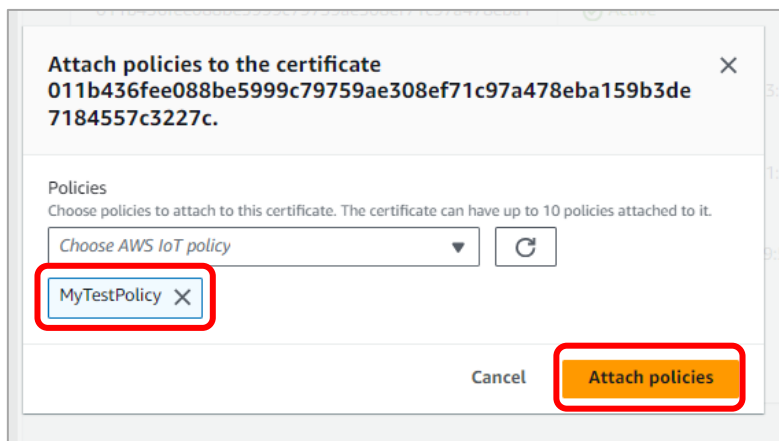 Active
Attach policies to the certificate
011b436fee088be5999c79759ae308ef71c97a478eba159b3de
7184557c3227c.
Policies
Choose policies to attach to this certificate. The certificate can have up to 10 policies attached to it.
Choose AWS IoT policy
MyTestPolicy
Cancel
Attach policies